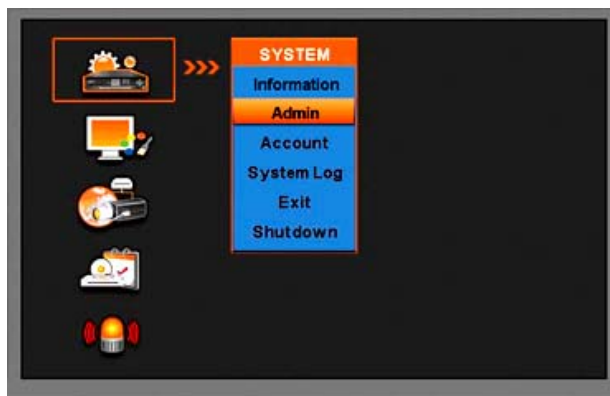 SYSTEM
Information
Admin
Account
System Log
Exit
Shutdown